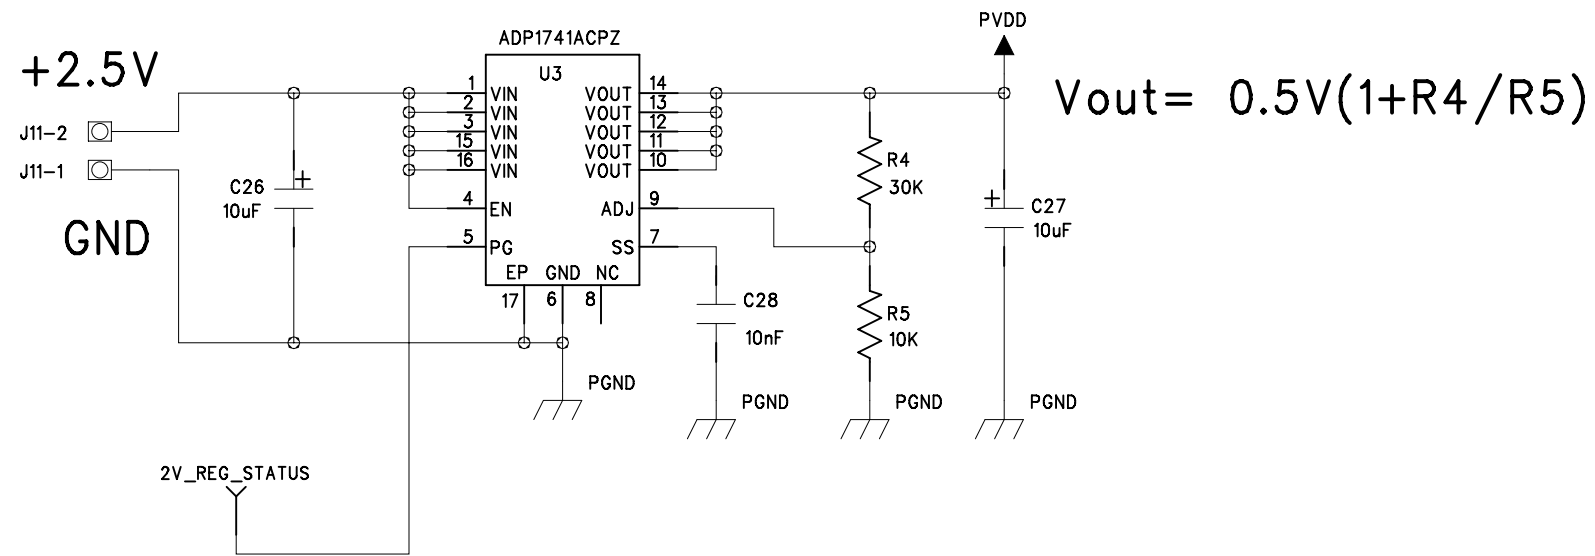 PVDD
ADP1741ACPZ
+2.5V
U3
Vout= 0.5V(1+R4/R5)
1 VIN VOUT 14
2 VIN VOUT 13
3 VIN VOUT 12
15 VIN VOUT 11
16 VIN VOUT 10
J11-2
J11-1
C26
10uF
+
R4
30K
4 EN ADJ 9
+
C27
10uF
GND
5 PG SS 7
EP GND NC
17 6 8
C28
10nF
R5
10K
PGND
PGND
PGND
PGND
2V_REG_STATUS